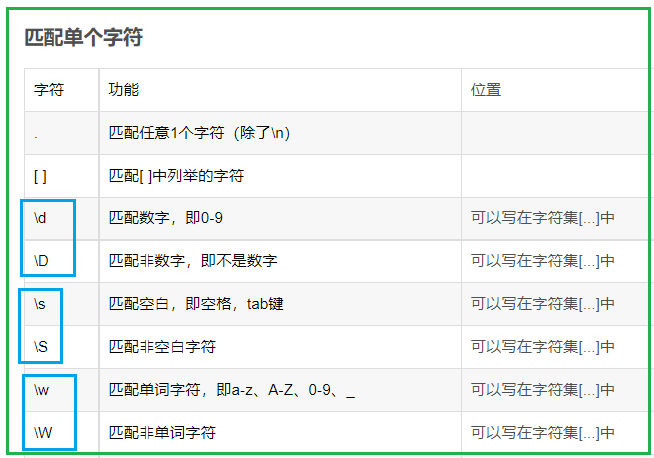 匹配单个字符
字符 功能 位置
. 匹配任意1个字符（除了\n）
[ ] 匹配[ ]中列举的字符
\d 匹配数字，即0-9 可以写在字符集[...]中
\D 匹配非数字，即不是数字 可以写在字符集[...]中
\s 匹配空白，即空格，tab键 可以写在字符集[...]中
\S 匹配非空白字符 可以写在字符集[...]中
\w 匹配单词字符，即a-z、A-Z、0-9、_ 可以写在字符集[...]中
\W 匹配非单词字符 可以写在字符集[...]中